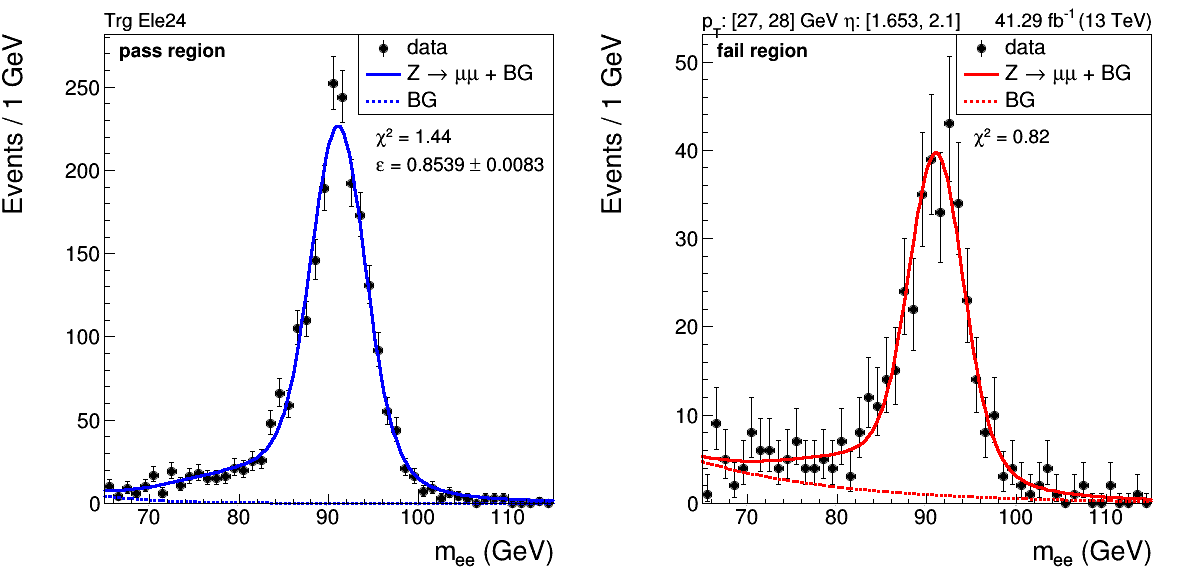 Trg Ele24
pass region
data
Z → μμ + BG
BG
χ² = 1.44
ε = 0.8539 ± 0.0083
Events / 1 GeV
250
200
150
100
50
0
70 80 90 100 110
m_ee (GeV)
p_T: [27, 28] GeV η: [1.653, 2.1] 41.29 fb⁻¹ (13 TeV)
fail region
data
Z → μμ + BG
BG
χ² = 0.82
Events / 1 GeV
50
40
30
20
10
0
70 80 90 100 110
m_ee (GeV)